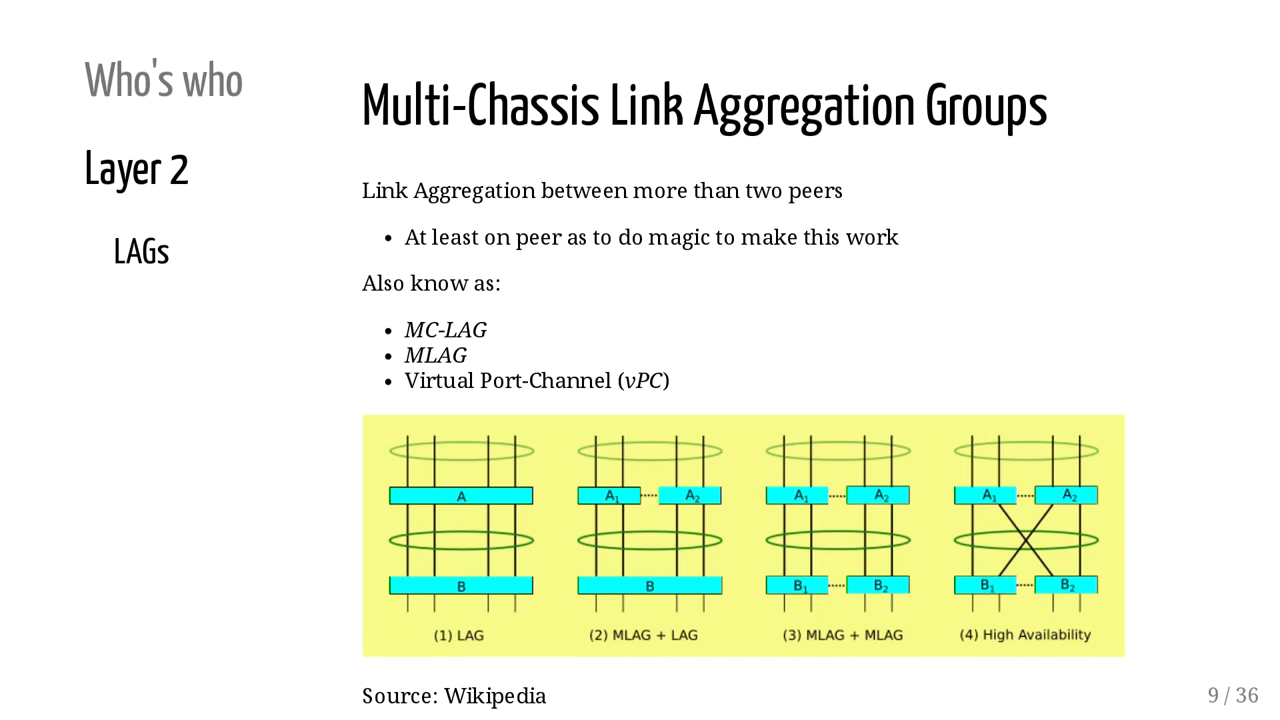 Who's who
Layer 2
LAGs
Multi-Chassis Link Aggregation Groups
Link Aggregation between more than two peers
• At least on peer as to do magic to make this work
Also know as:
• MC-LAG
• MLAG
• Virtual Port-Channel (vPC)
A A₁ A₂ A₁ A₂ A₁ A₂
B B B₁ B₂ B₁ B₂
(1) LAG (2) MLAG + LAG (3) MLAG + MLAG (4) High Availability
Source: Wikipedia
9 / 36